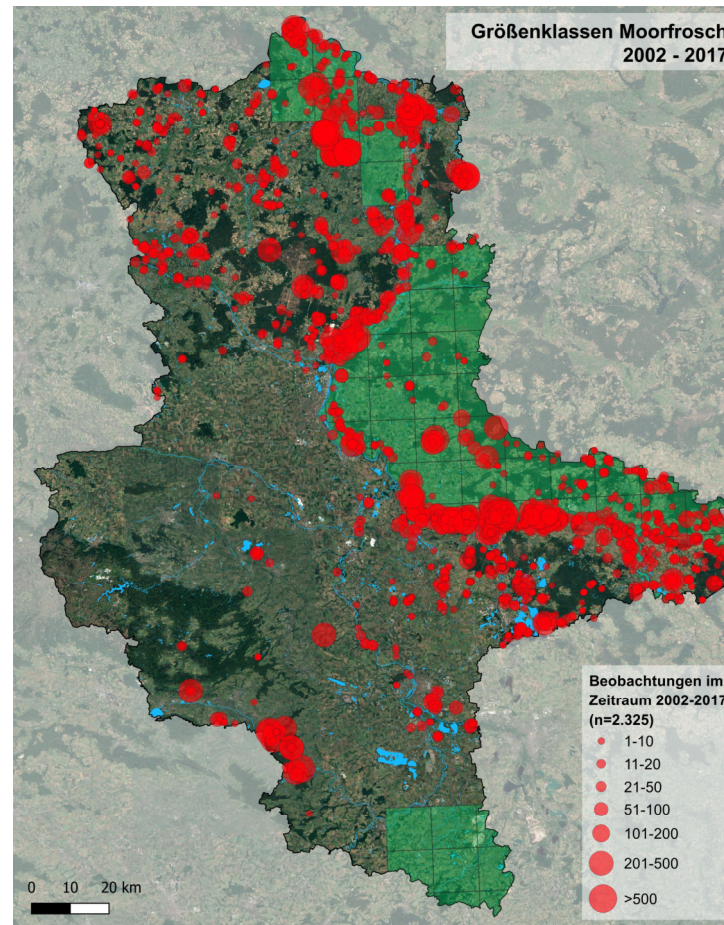 Größenklassen Moorfrosch
2002 - 2017
Beobachtungen im
Zeitraum 2002-2017
(n=2.325)
1-10
11-20
21-50
51-100
101-200
201-500
>500
0 10 20 km